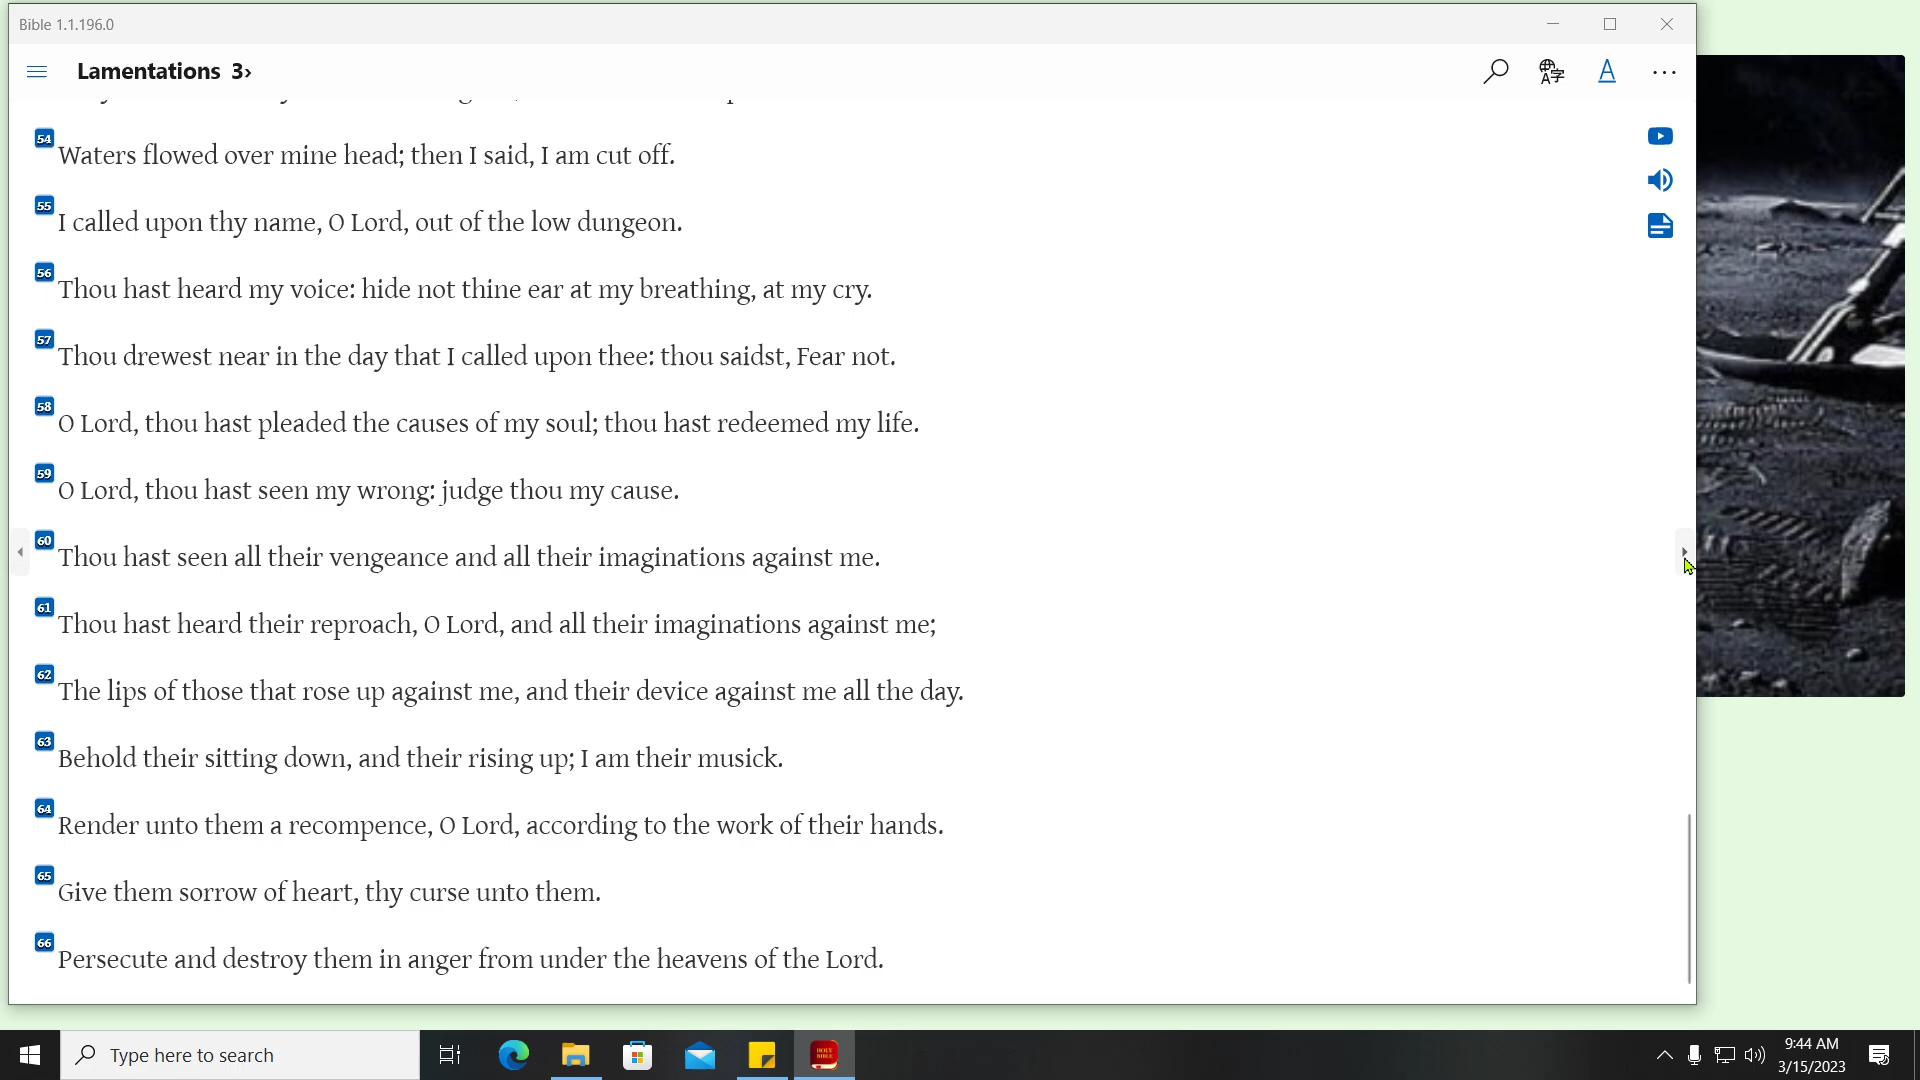 Bible 1.1.196.0
Lamentations 3›
54 Waters flowed over mine head; then I said, I am cut off.
55 I called upon thy name, O Lord, out of the low dungeon.
56 Thou hast heard my voice: hide not thine ear at my breathing, at my cry.
57 Thou drewest near in the day that I called upon thee: thou saidst, Fear not.
58 O Lord, thou hast pleaded the causes of my soul; thou hast redeemed my life.
59 O Lord, thou hast seen my wrong: judge thou my cause.
60 Thou hast seen all their vengeance and all their imaginations against me.
61 Thou hast heard their reproach, O Lord, and all their imaginations against me;
62 The lips of those that rose up against me, and their device against me all the day.
63 Behold their sitting down, and their rising up; I am their musick.
64 Render unto them a recompence, O Lord, according to the work of their hands.
65 Give them sorrow of heart, thy curse unto them.
66 Persecute and destroy them in anger from under the heavens of the Lord.
Type here to search
HOLY BIBLE
9:44 AM
3/15/2023